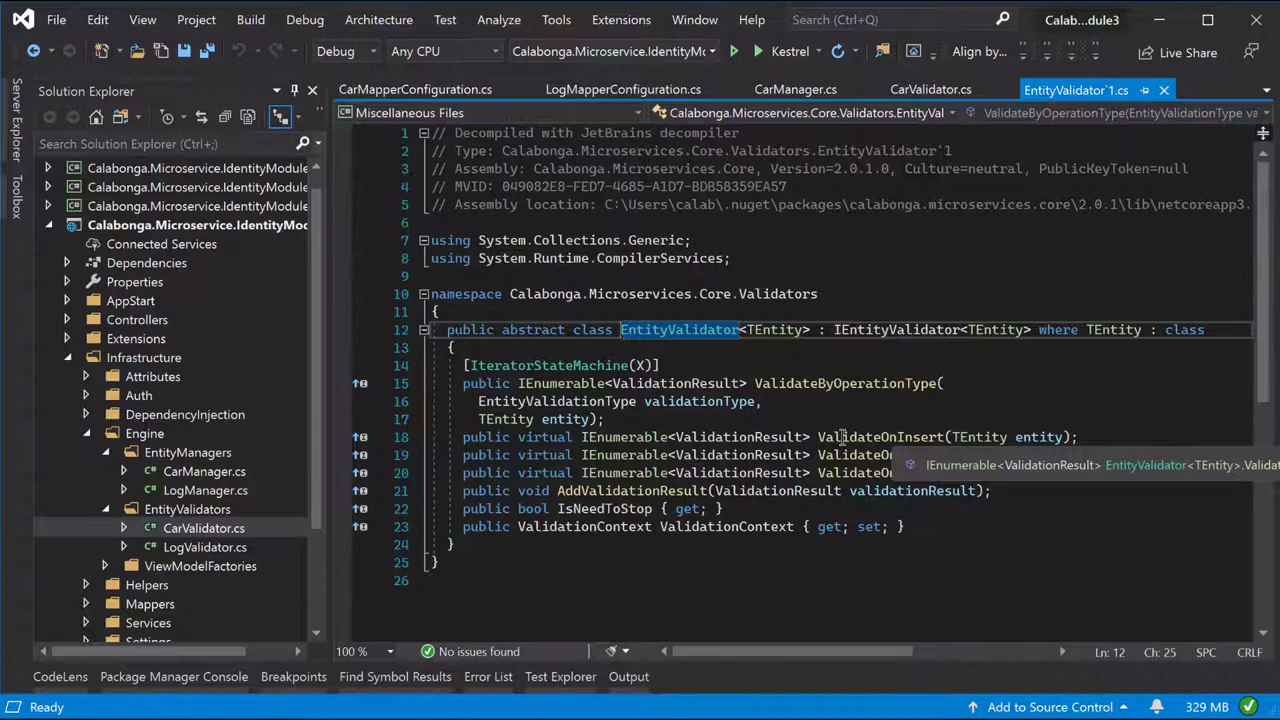 File Edit View Project Build Debug Architecture Test Analyze Tools Extensions Window Help Search (Ctrl+Q) Calab...dule3
Debug Any CPU Calabonga.Microservice.IdentityM Kestrel Align by... Live Share
Server Explorer
Toolbox
Solution Explorer
Search Solution Explorer (Ctrl+;)
Calabonga.Microservice.IdentityModule
Calabonga.Microservice.IdentityModule
Calabonga.Microservice.IdentityModule
Calabonga.Microservice.IdentityMod
Connected Services
Dependencies
Properties
AppStart
Controllers
Extensions
Infrastructure
Attributes
Auth
DependencyInjection
Engine
EntityManagers
CarManager.cs
LogManager.cs
EntityValidators
CarValidator.cs
LogValidator.cs
ViewModelFactories
Helpers
Mappers
Services
Settings
CarMapperConfiguration.cs LogMapperConfiguration.cs CarManager.cs CarValidator.cs EntityValidator`1.cs
Miscellaneous Files Calabonga.Microservices.Core.Validators.EntityVal ValidateByOperationType(EntityValidationType va
1 // Decompiled with JetBrains decompiler
2 // Type: Calabonga.Microservices.Core.Validators.EntityValidator`1
3 // Assembly: Calabonga.Microservices.Core, Version=2.0.1.0, Culture=neutral, PublicKeyToken=null
4 // MVID: 049082E8-FED7-4685-A1D7-BDB58359EA57
5 // Assembly location: C:\Users\calab\.nuget\packages\calabonga.microservices.core\2.0.1\lib\netcoreapp3.
6
7 using System.Collections.Generic;
8 using System.Runtime.CompilerServices;
9
10 namespace Calabonga.Microservices.Core.Validators
11 {
12 public abstract class EntityValidator<TEntity> : IEntityValidator<TEntity> where TEntity : class
13 {
14 [IteratorStateMachine(X)]
15 public IEnumerable<ValidationResult> ValidateByOperationType(
16 EntityValidationType validationType,
17 TEntity entity);
18 public virtual IEnumerable<ValidationResult> ValidateOnInsert(TEntity entity);
19 public virtual IEnumerable<ValidationResult> ValidateO
20 public virtual IEnumerable<ValidationResult> ValidateO
IEnumerable<ValidationResult> EntityValidator<TEntity>.Valida
21 public void AddValidationResult(ValidationResult validationResult);
22 public bool IsNeedToStop { get; }
23 public ValidationContext ValidationContext { get; set; }
24 }
25 }
26
100 % No issues found Ln: 12 Ch: 25 SPC CRLF
CodeLens Package Manager Console Breakpoints Find Symbol Results Error List Test Explorer Output
Ready Add to Source Control 329 MB